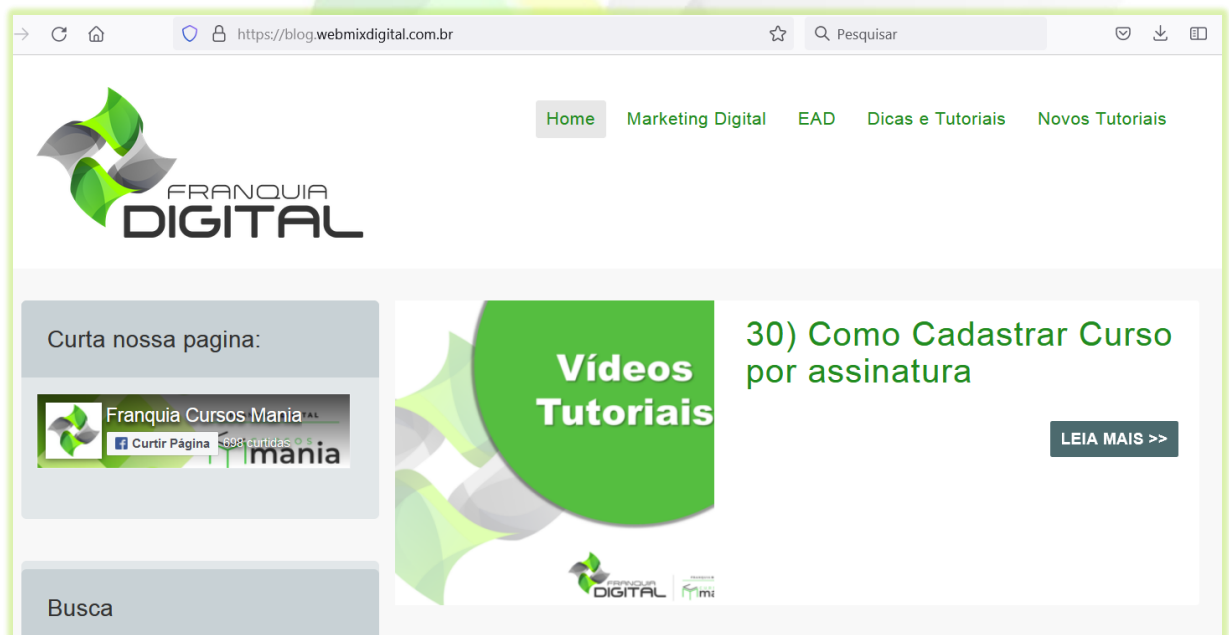 https://blog.webmixdigital.com.br
Pesquisar
FRANQUIA
DIGITAL
Home
Marketing Digital
EAD
Dicas e Tutoriais
Novos Tutoriais
Curta nossa pagina:
Franquia Cursos Mania
Curtir Página
698 curtidas
mania
Busca
Vídeos
Tutoriais
FRANQUIA
DIGITAL
30) Como Cadastrar Curso
por assinatura
LEIA MAIS >>